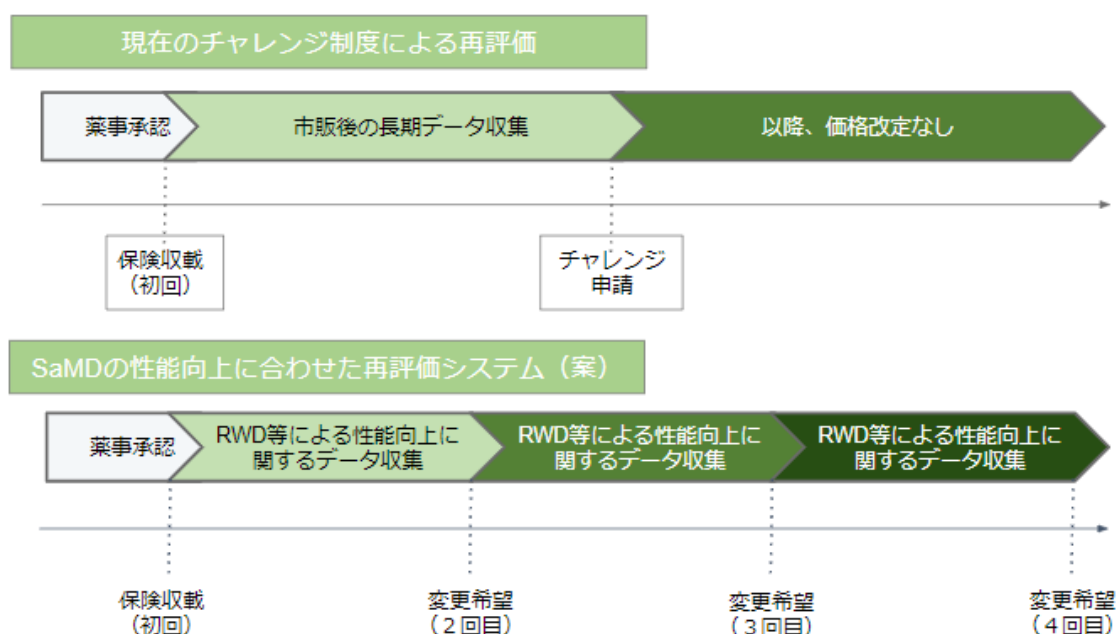 現在のチャレンジ制度による再評価
薬事承認
市販後の長期データ収集
以降、価格改定なし
保険収載
（初回）
チャレンジ
申請
SaMDの性能向上に合わせた再評価システム（案）
薬事承認
RWD等による性能向上に
関するデータ収集
RWD等による性能向上に
関するデータ収集
RWD等による性能向上に
関するデータ収集
保険収載
（初回）
変更希望
（２回目）
変更希望
（３回目）
変更希望
（４回目）